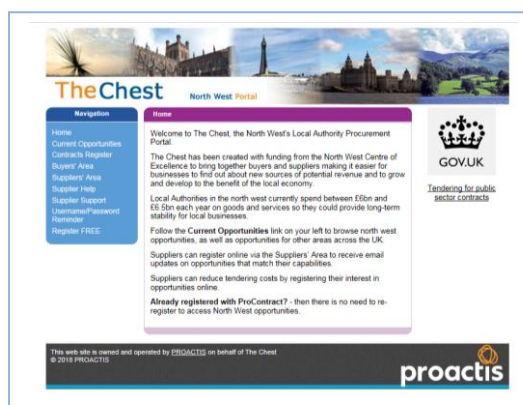 TheChest
North West Portal
Navigation
Home
Current Opportunities
Contracts Register
Buyers' Area
Suppliers' Area
Supplier Help
Supplier Support
Username/Password
Reminder
Register FREE
Home
Welcome to The Chest, the North West's Local Authority Procurement
Portal.
The Chest has been created with funding from the North West Centre of
Excellence to bring together buyers and suppliers making it easier for
businesses to find out about new sources of potential revenue and to grow
and develop to the benefit of the local economy.
Local Authorities in the north west currently spend between £6bn and
£6.5bn each year on goods and services so they could provide long-term
stability for local businesses.
Follow the Current Opportunities link on your left to browse north west
opportunities, as well as opportunities for other areas across the UK.
Suppliers can register online via the Suppliers' Area to receive email
updates on opportunities that match their capabilities.
Suppliers can reduce tendering costs by registering their interest in
opportunities online.
Already registered with ProContract? - then there is no need to re-
register to access North West opportunities.
GOV.UK
Tendering for public
sector contracts
This web site is owned and operated by PROACTIS on behalf of The Chest
© 2018 PROACTIS
proactis